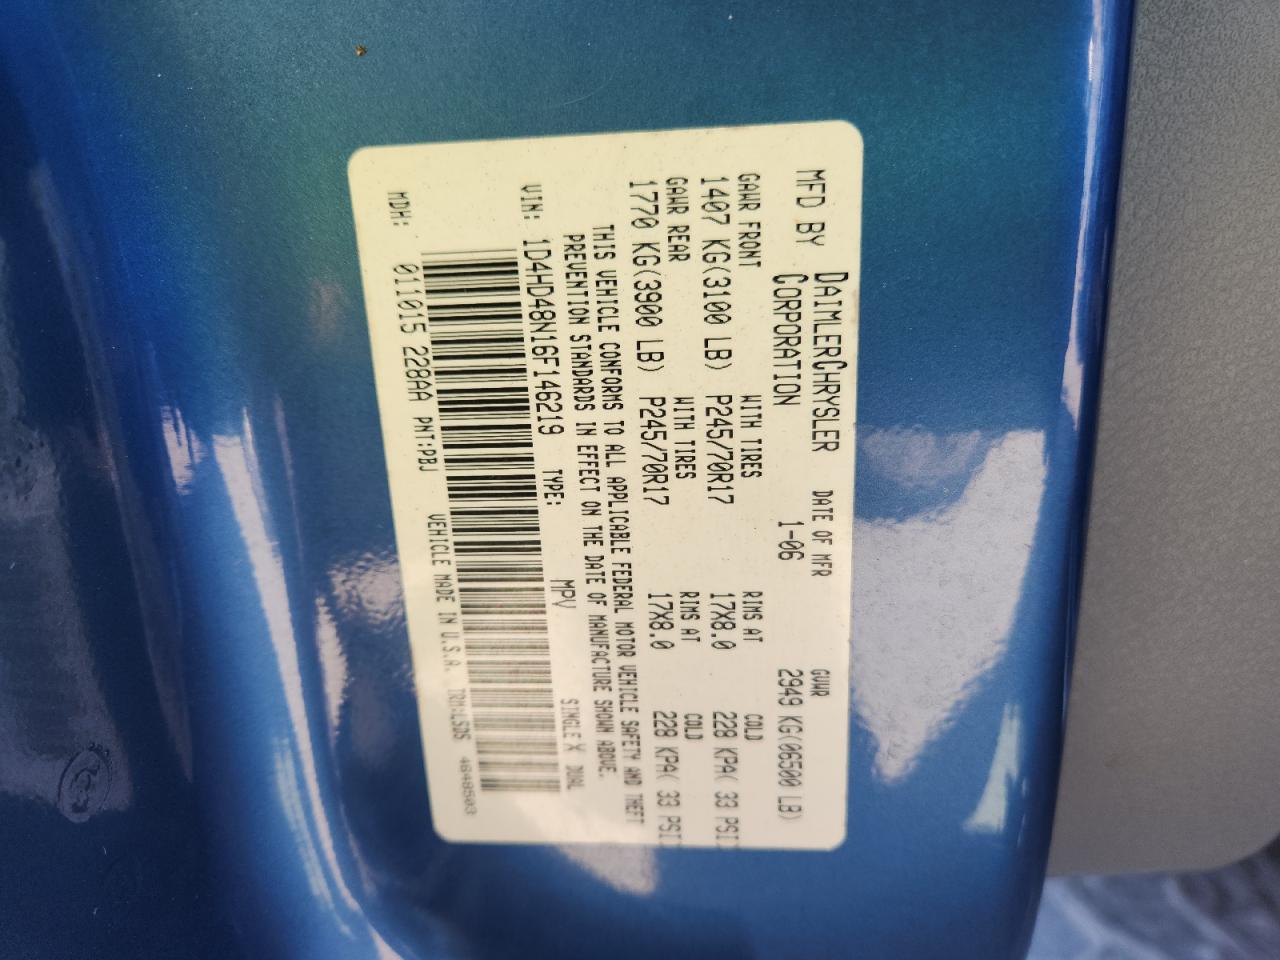 MFD BY DAIMLERCHRYSLER CORPORATION DATE OF MFR 1-06 GVWR 2949 KG(06500 LB)
GAWR FRONT WITH TIRES RIMS AT COLD
1407 KG(3100 LB) P245/70R17 17X8.0 228 KPA( 33 PSI)
GAWR REAR WITH TIRES RIMS AT COLD
1770 KG(3900 LB) P245/70R17 17X8.0 228 KPA( 33 PSI)
THIS VEHICLE CONFORMS TO ALL APPLICABLE FEDERAL MOTOR VEHICLE SAFETY AND THEFT
PREVENTION STANDARDS IN EFFECT ON THE DATE OF MANUFACTURE SHOWN ABOVE.
VIN: 1D4HD48N16F146219 TYPE: MPV SINGLE X DUAL
MDH: 011015 228AA PNT:PBJ VEHICLE MADE IN U.S.A. TRM:L5DS 4648503